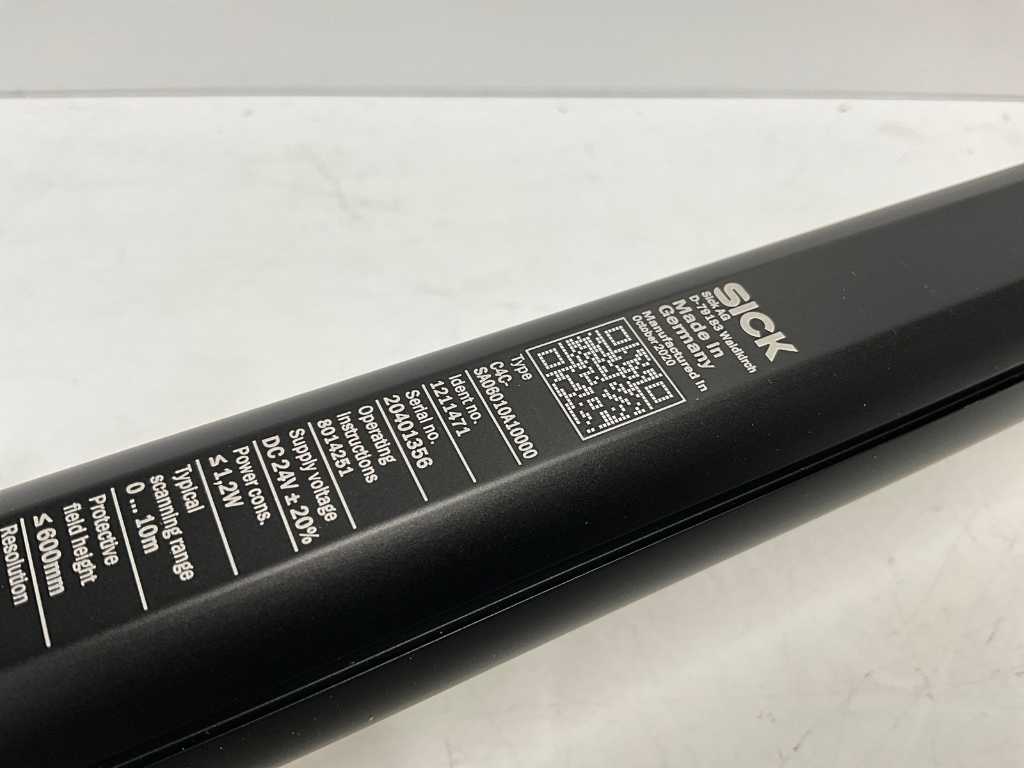 SICK
Sick AG
D-79183 Waldkirch
Made in
Germany
Manufactured in
October 2020
Type
C4C-
SA06010A10000
Ident no.
1211471
Serial no.
20401356
Operating
instructions
8014251
Supply voltage
DC 24V ± 20%
Power cons.
≤ 1,2W
Typical
scanning range
0 ... 10m
Protective
field height
≤ 600mm
Resolution